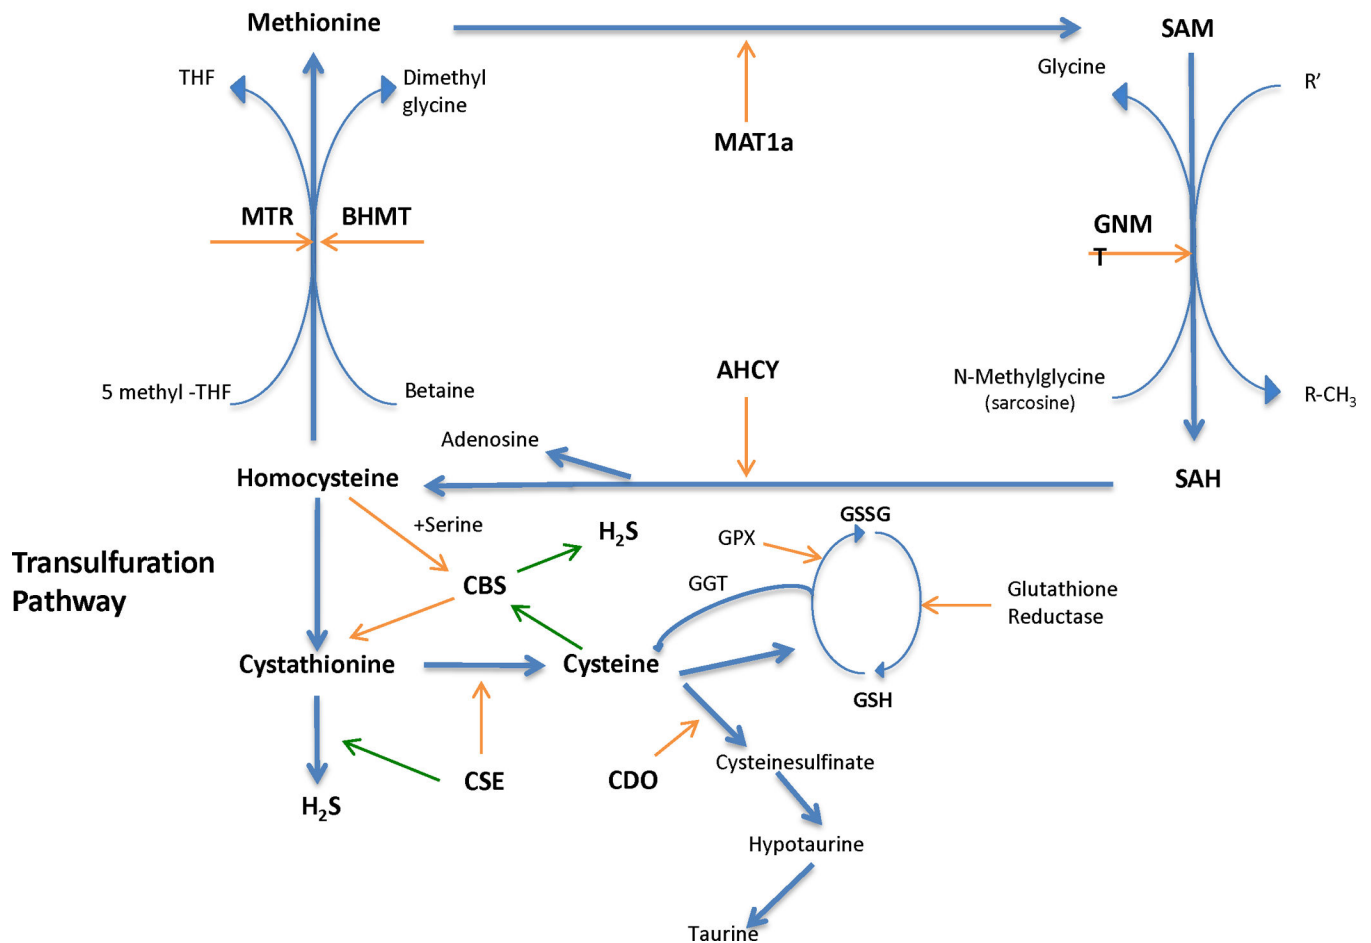 Methionine
SAM
THF
Dimethyl
glycine
Glycine
R’
MAT1a
MTR
BHMT
GNM
T
5 methyl -THF
Betaine
AHCY
N-Methylglycine
(sarcosine)
R-CH₃
Adenosine
Homocysteine
SAH
+Serine
H₂S
GSSG
GPX
Transulfuration
Pathway
CBS
GGT
Glutathione
Reductase
Cystathionine
Cysteine
GSH
CSE
CDO
Cysteinesulfinate
H₂S
Hypotaurine
Taurine